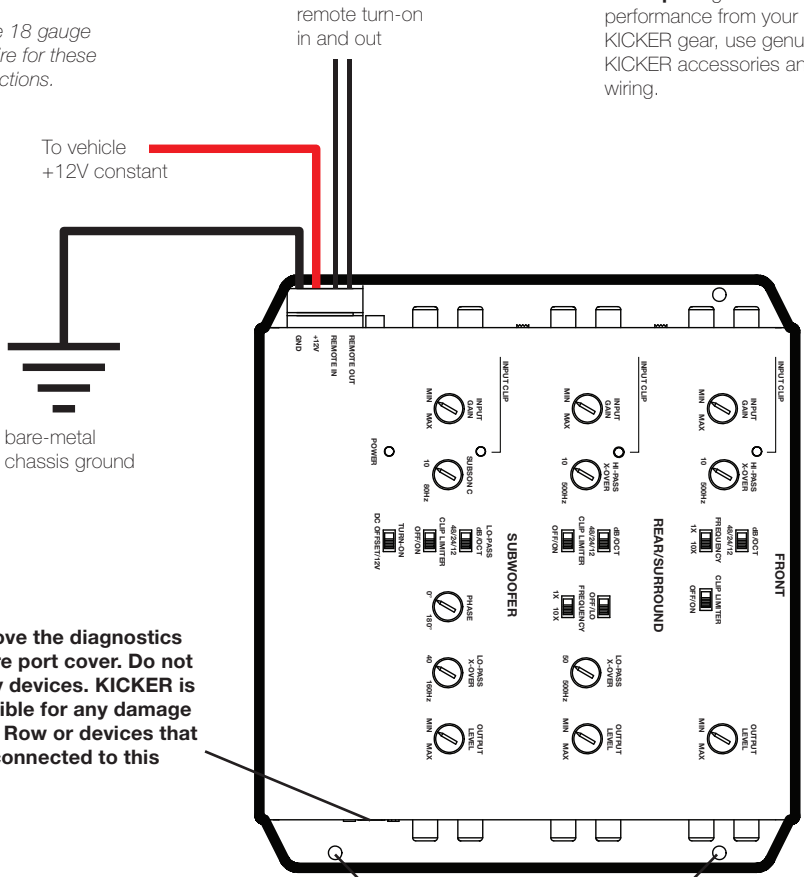 e 18 gauge
re for these
ctions.
remote turn-on
in and out
performance from your
KICKER gear, use genu
KICKER accessories an
wiring.
To vehicle
+12V constant
bare-metal
chassis ground
ove the diagnostics
re port cover. Do not
y devices. KICKER is
ible for any damage
Row or devices that
connected to this
GND
+12V
REMOTE IN
REMOTE OUT
INPUT CLIP
INPUT
GAIN
MIN MAX
POWER
SUBSONIC
10 80Hz
TURN-ON
DC OFFSET/12V
LO-PASS
dB/OCT
48/24/12
CLIP LIMITER
OFF/ON
SUBWOOFER
PHASE
0° 180°
LO-PASS
X-OVER
40 160Hz
OUTPUT
LEVEL
MIN MAX
INPUT CLIP
INPUT
GAIN
MIN MAX
HI-PASS
X-OVER
10 500Hz
dB/OCT
48/24/12
CLIP LIMITER
OFF/ON
REAR/SURROUND
OFF/LO
FREQUENCY
1X 10X
LO-PASS
X-OVER
50 500Hz
OUTPUT
LEVEL
MIN MAX
INPUT CLIP
INPUT
GAIN
MIN MAX
HI-PASS
X-OVER
10 500Hz
dB/OCT
48/24/12
FREQUENCY
1X 10X
FRONT
CLIP LIMITER
OFF/ON
OUTPUT
LEVEL
MIN MAX